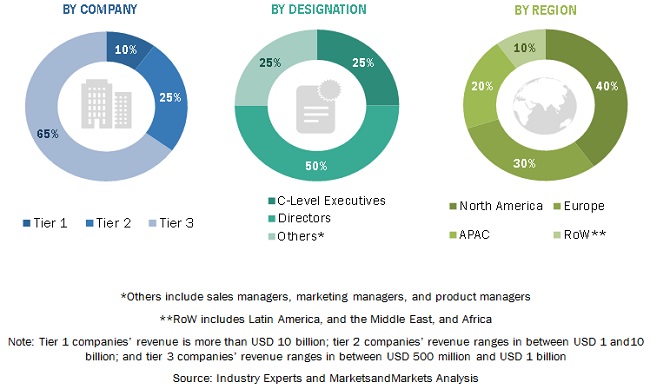 BY COMPANY
10%
25%
65%
Tier 1 Tier 2 Tier 3
BY DESIGNATION
25%
25%
50%
C-Level Executives
Directors
Others*
BY REGION
10%
20%
40%
30%
North America Europe
APAC RoW**
*Others include sales managers, marketing managers, and product managers
**RoW includes Latin America, and the Middle East, and Africa
Note: Tier 1 companies' revenue is more than USD 10 billion; tier 2 companies' revenue ranges in between USD 1 and10
billion; and tier 3 companies' revenue ranges in between USD 500 million and USD 1 billion
Source: Industry Experts and MarketsandMarkets Analysis